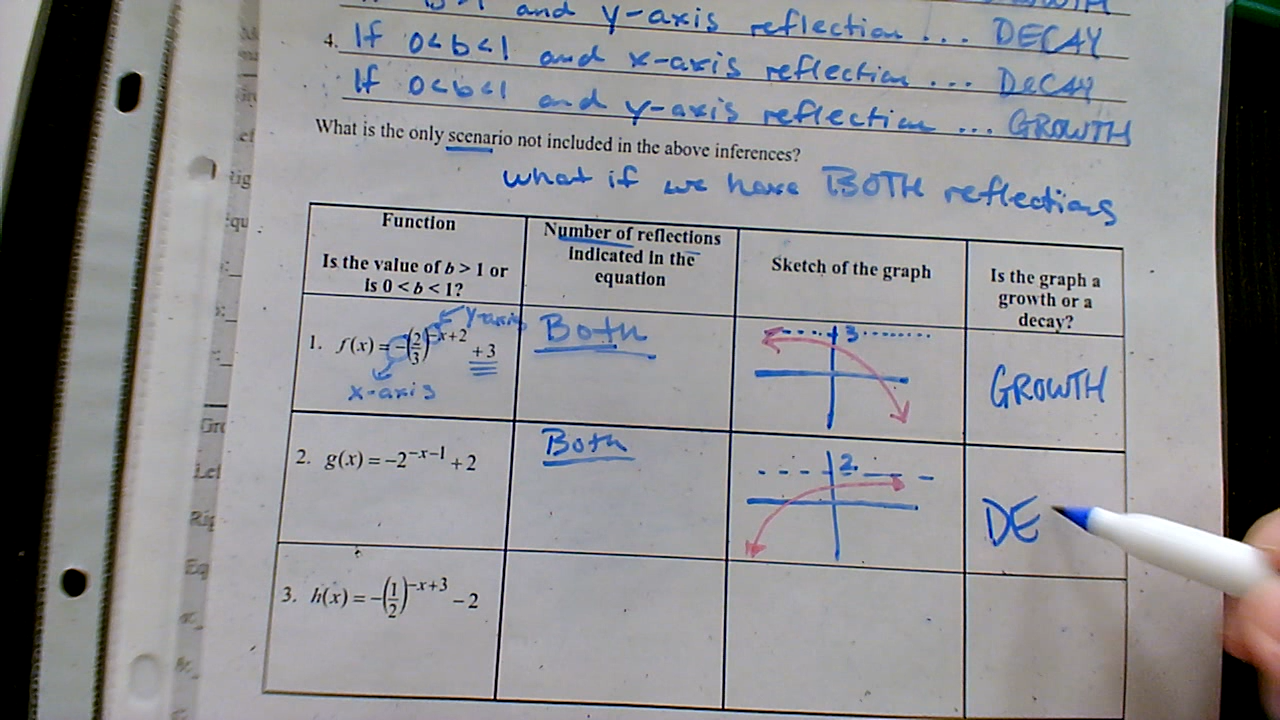 and y-axis reflection ... DECAY
4. If 0<b<1 and x-axis reflection ... DECAY
If 0<b<1 and y-axis reflection ... GROWTH
What is the only scenario not included in the above inferences?
what if we have BOTH reflections
Function
Is the value of b > 1 or
is 0 < b < 1?
Number of reflections
indicated in the
equation
Sketch of the graph
Is the graph a
growth or a
decay?
y-axis
1. f(x) = -(2/3)^(-x+2) + 3
x-axis
Both
3
GROWTH
2. g(x) = -2^(-x-1) + 2
Both
2
DE
3. h(x) = -(1/2)^(-x+3) - 2